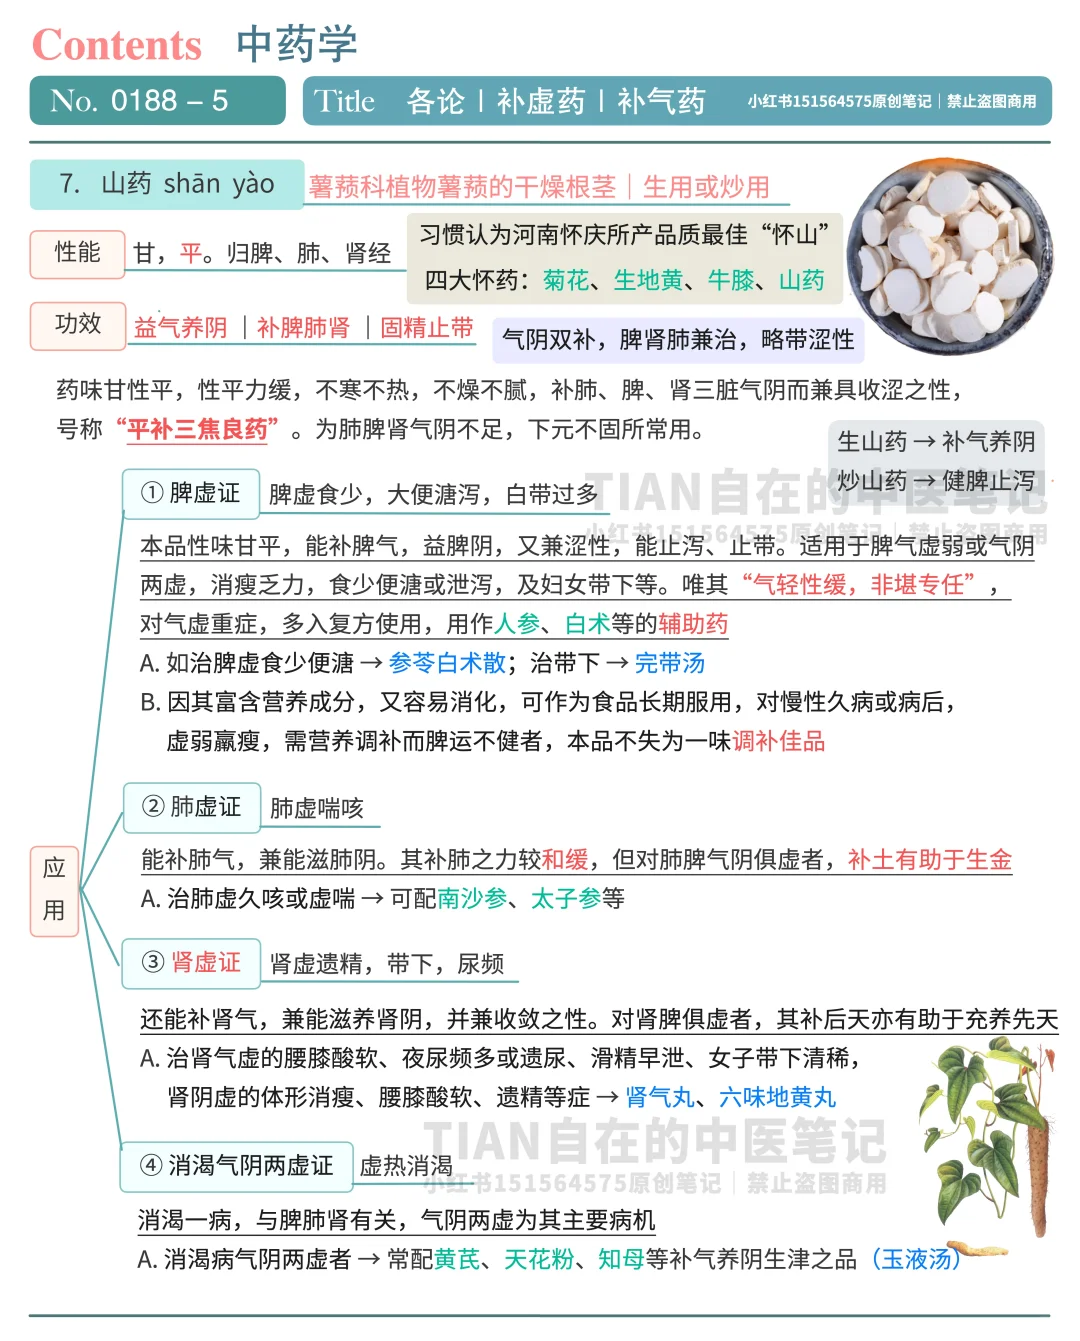 Contents 中药学
No. 0188 – 5
Title 各论 | 补虚药 | 补气药 小红书151564575原创笔记｜禁止盗图商用
7. 山药 shān yào
薯蓣科植物薯蓣的干燥根茎｜生用或炒用
性能 甘，平。归脾、肺、肾经
习惯认为河南怀庆所产品质最佳“怀山”
四大怀药：菊花、生地黄、牛膝、山药
功效 益气养阴｜补脾肺肾｜固精止带
气阴双补，脾肾肺兼治，略带涩性
药味甘性平，性平力缓，不寒不热，不燥不腻，补肺、脾、肾三脏气阴而兼具收涩之性，
号称“平补三焦良药”。为肺脾肾气阴不足，下元不固所常用。
生山药 → 补气养阴
炒山药 → 健脾止泻
TIAN自在的中医笔记
小红书151564575原创笔记｜禁止盗图商用
应用
① 脾虚证 脾虚食少，大便溏泻，白带过多
本品性味甘平，能补脾气，益脾阴，又兼涩性，能止泻、止带。适用于脾气虚弱或气阴
两虚，消瘦乏力，食少便溏或泄泻，及妇女带下等。唯其“气轻性缓，非堪专任”，
对气虚重症，多入复方使用，用作人参、白术等的辅助药
A. 如治脾虚食少便溏 → 参苓白术散；治带下 → 完带汤
B. 因其富含营养成分，又容易消化，可作为食品长期服用，对慢性久病或病后，
虚弱羸瘦，需营养调补而脾运不健者，本品不失为一味调补佳品
② 肺虚证 肺虚喘咳
能补肺气，兼能滋肺阴。其补肺之力较和缓，但对肺脾气阴俱虚者，补土有助于生金
A. 治肺虚久咳或虚喘 → 可配南沙参、太子参等
③ 肾虚证 肾虚遗精，带下，尿频
还能补肾气，兼能滋养肾阴，并兼收敛之性。对肾脾俱虚者，其补后天亦有助于充养先天
A. 治肾气虚的腰膝酸软、夜尿频多或遗尿、滑精早泄、女子带下清稀，
肾阴虚的体形消瘦、腰膝酸软、遗精等症 → 肾气丸、六味地黄丸
TIAN自在的中医笔记
小红书151564575原创笔记｜禁止盗图商用
④ 消渴气阴两虚证 虚热消渴
消渴一病，与脾肺肾有关，气阴两虚为其主要病机
A. 消渴病气阴两虚者 → 常配黄芪、天花粉、知母等补气养阴生津之品（玉液汤）